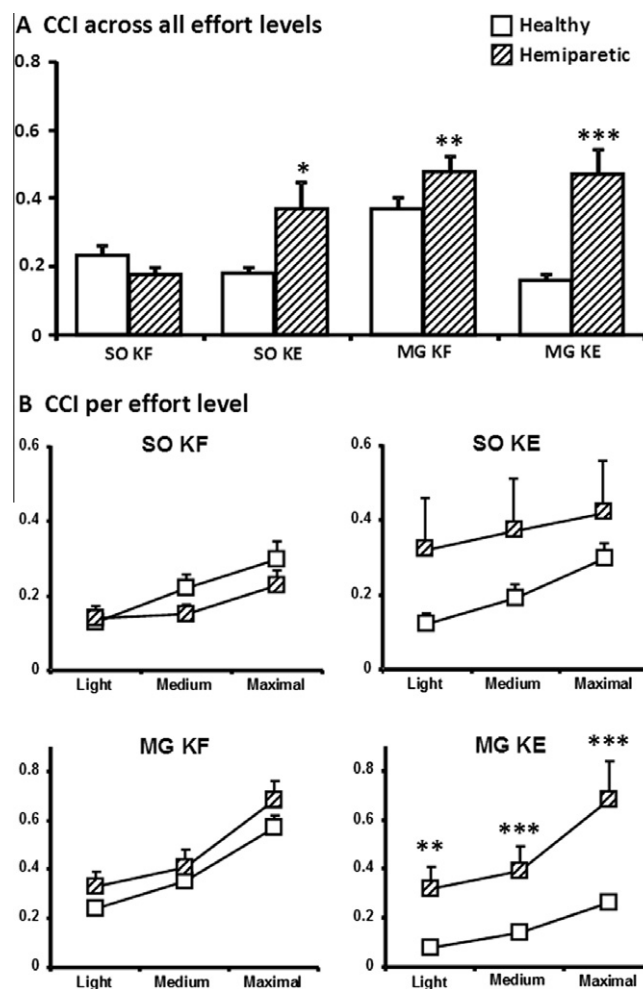 A CCI across all effort levels
Healthy
Hemiparetic
0.8
0.6
0.4
0.2
0
*
**
***
SO KF SO KE MG KF MG KE
B CCI per effort level
SO KF
0.6
0.4
0.2
0
Light Medium Maximal
SO KE
0.6
0.4
0.2
0
Light Medium Maximal
MG KF
0.8
0.6
0.4
0.2
0
Light Medium Maximal
MG KE
0.8
0.6
0.4
0.2
0
**
***
***
Light Medium Maximal